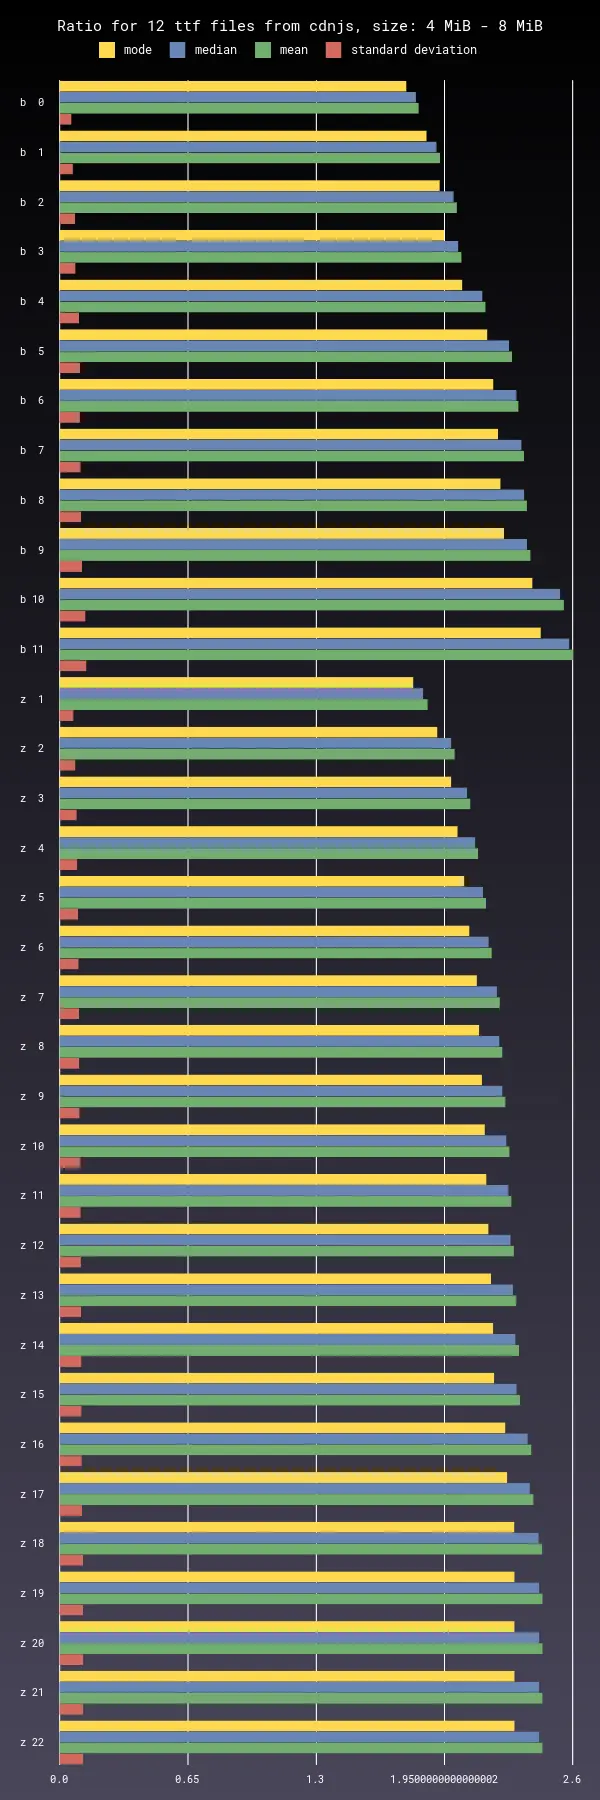 Ratio for 12 ttf files from cdnjs, size: 4 MiB - 8 MiB
mode median mean standard deviation
b 0
b 1
b 2
b 3
b 4
b 5
b 6
b 7
b 8
b 9
b 10
b 11
z 1
z 2
z 3
z 4
z 5
z 6
z 7
z 8
z 9
z 10
z 11
z 12
z 13
z 14
z 15
z 16
z 17
z 18
z 19
z 20
z 21
z 22
0.0 0.65 1.3 1.9500000000000002 2.6